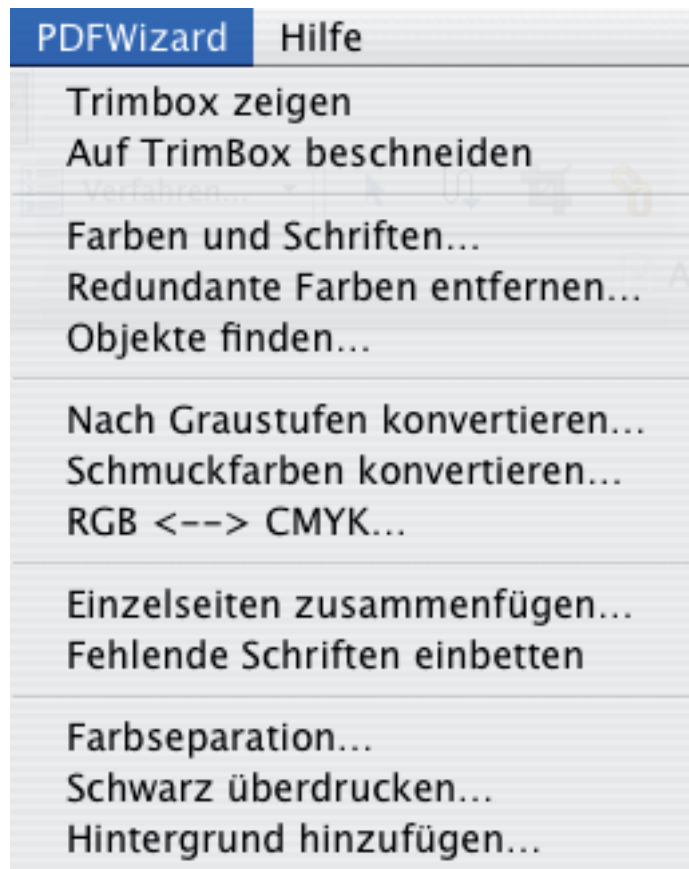 PDFWizard Hilfe
Trimbox zeigen
Auf TrimBox beschneiden
Verfahren...
Farben und Schriften...
Redundante Farben entfernen...
Objekte finden...
Nach Graustufen konvertieren...
Schmuckfarben konvertieren...
RGB <--> CMYK...
Einzelseiten zusammenfügen...
Fehlende Schriften einbetten
Farbseparation...
Schwarz überdrucken...
Hintergrund hinzufügen...